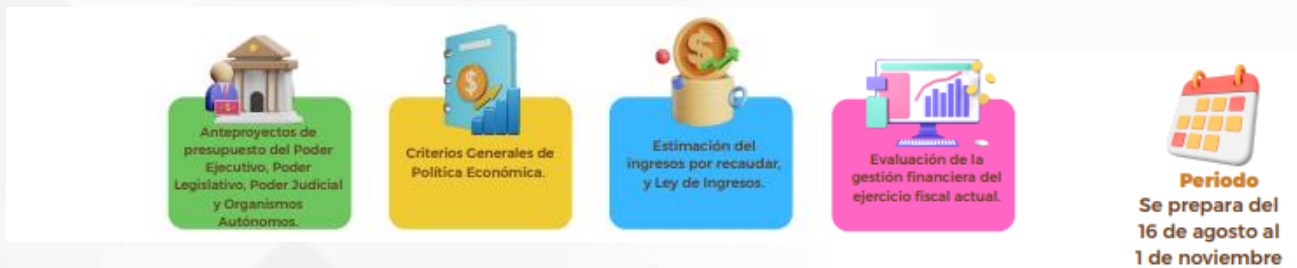 Anteproyectos de
presupuesto del Poder
Ejecutivo, Poder
Legislativo, Poder Judicial
y Organismos
Autónomos.
Criterios Generales de
Política Económica.
Estimación del
ingresos por recaudar,
y Ley de Ingresos.
Evaluación de la
gestión financiera del
ejercicio fiscal actual.
Periodo
Se prepara del
16 de agosto al
1 de noviembre